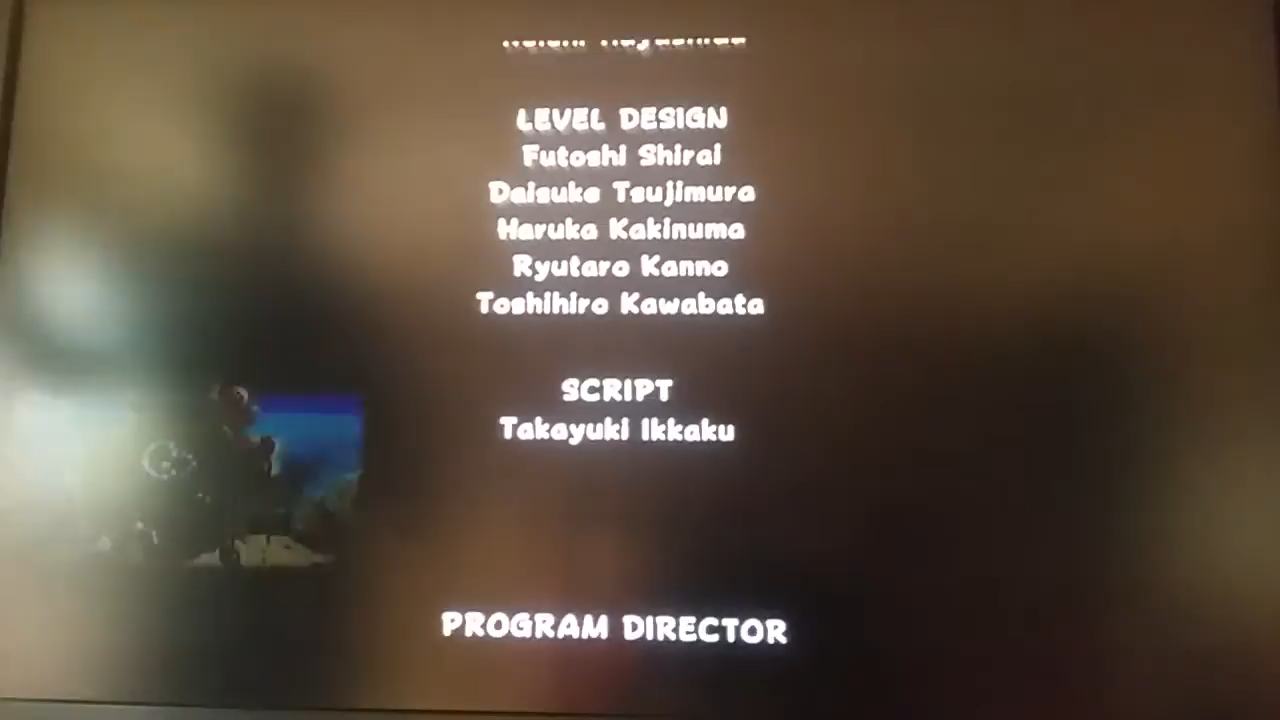 LEVEL DESIGN
Futoshi Shirai
Daisuke Tsujimura
Haruka Kakinuma
Ryutaro Kanno
Toshihiro Kawabata
SCRIPT
Takayuki Ikkaku
PROGRAM DIRECTOR